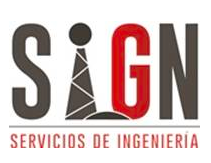 SIGN
SERVICIOS DE INGENIERÍA